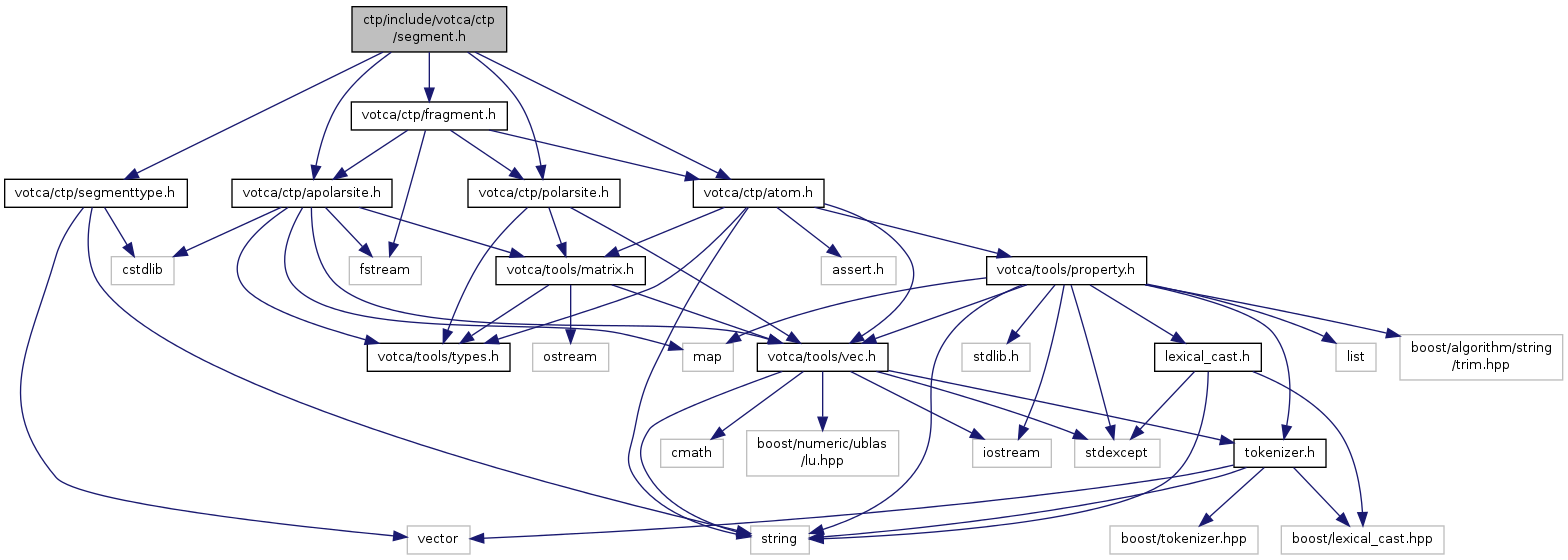 ctp/include/votca/ctp
/segment.h
votca/ctp/fragment.h
votca/ctp/segmenttype.h
votca/ctp/apolarsite.h
votca/ctp/polarsite.h
votca/ctp/atom.h
cstdlib
fstream
votca/tools/matrix.h
assert.h
votca/tools/property.h
votca/tools/types.h
ostream
map
votca/tools/vec.h
stdlib.h
lexical_cast.h
list
boost/algorithm/string
/trim.hpp
cmath
boost/numeric/ublas
/lu.hpp
iostream
stdexcept
tokenizer.h
vector
string
boost/tokenizer.hpp
boost/lexical_cast.hpp